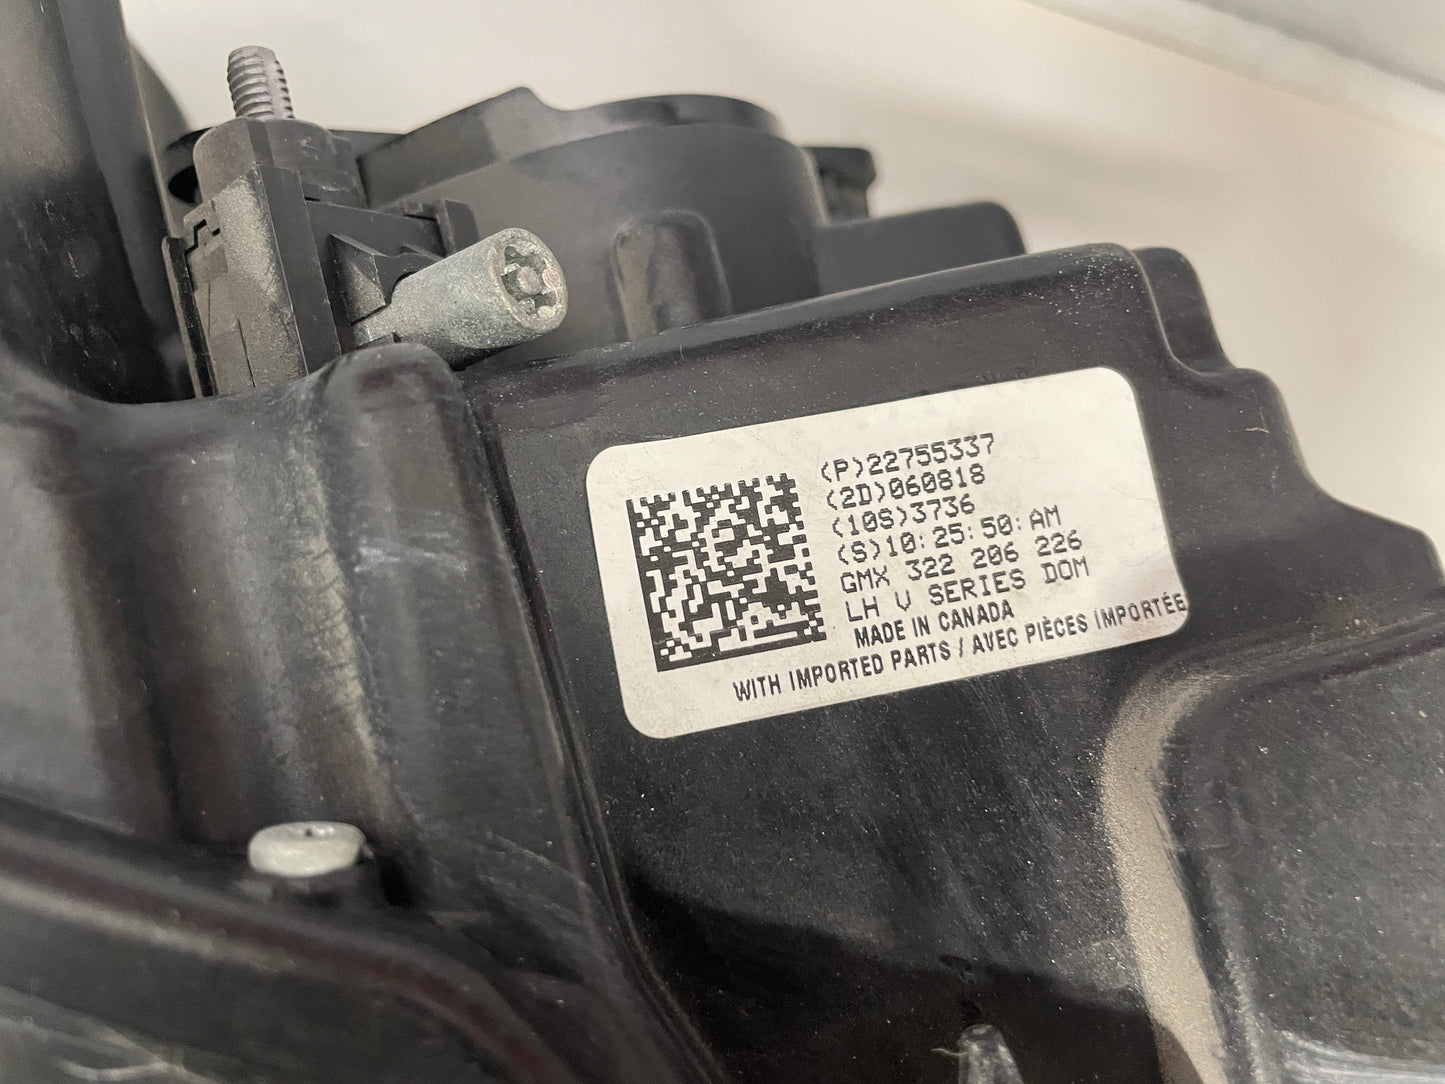 (P)22755337
(2D)060818
(10S)3736
(S)10:25:50:AM
GMX 322 206 226
LH V SERIES DOM
MADE IN CANADA
WITH IMPORTED PARTS / AVEC PIÈCES IMPORTÉE